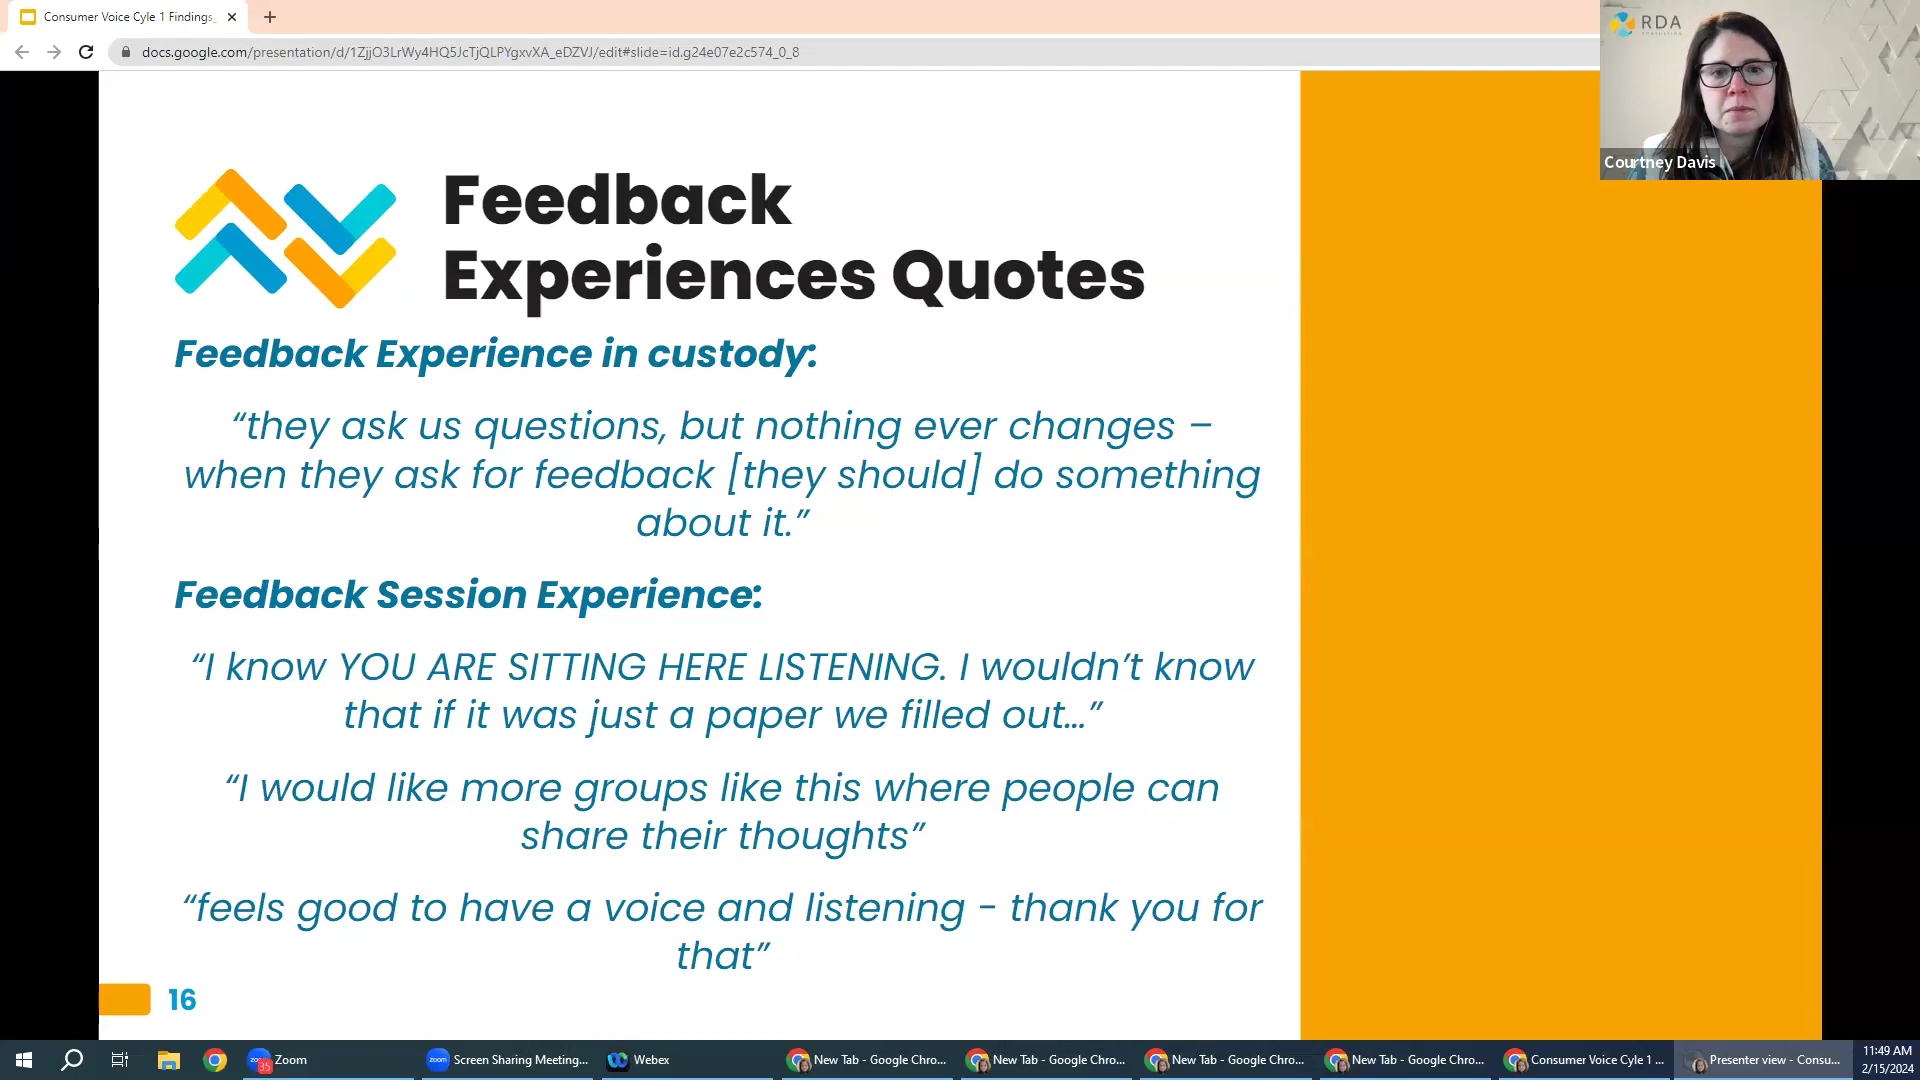 Consumer Voice Cyle 1 Findings_
docs.google.com/presentation/d/1ZjjO3LrWy4HQ5JcTjQLPYgxvXA_eDZVJ/edit#slide=id.g24e07e2c574_0_8
RDA
CONSULTING
Courtney Davis
Feedback
Experiences Quotes
Feedback Experience in custody:
“they ask us questions, but nothing ever changes –
when they ask for feedback [they should] do something
about it.”
Feedback Session Experience:
“I know YOU ARE SITTING HERE LISTENING. I wouldn’t know
that if it was just a paper we filled out…”
“I would like more groups like this where people can
share their thoughts”
“feels good to have a voice and listening - thank you for
that”
16
zoom 35 Zoom
zoom Screen Sharing Meeting...
Webex
New Tab - Google Chro...
New Tab - Google Chro...
New Tab - Google Chro...
New Tab - Google Chro...
Consumer Voice Cyle 1 ...
Presenter view - Consu...
11:49 AM
2/15/2024